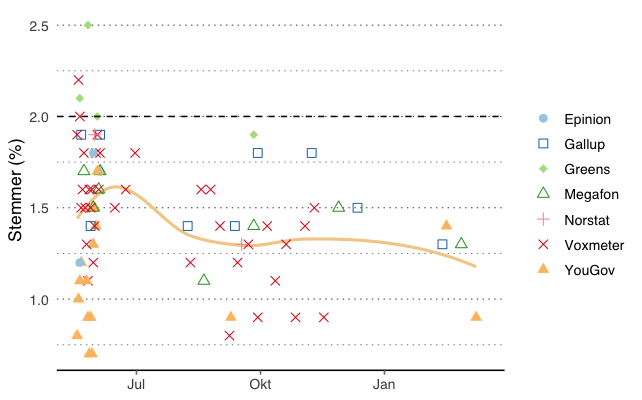 2.5
2.0
1.5
1.0
Stemmer (%)
Jul
Okt
Jan
Epinion
Gallup
Greens
Megafon
Norstat
Voxmeter
YouGov